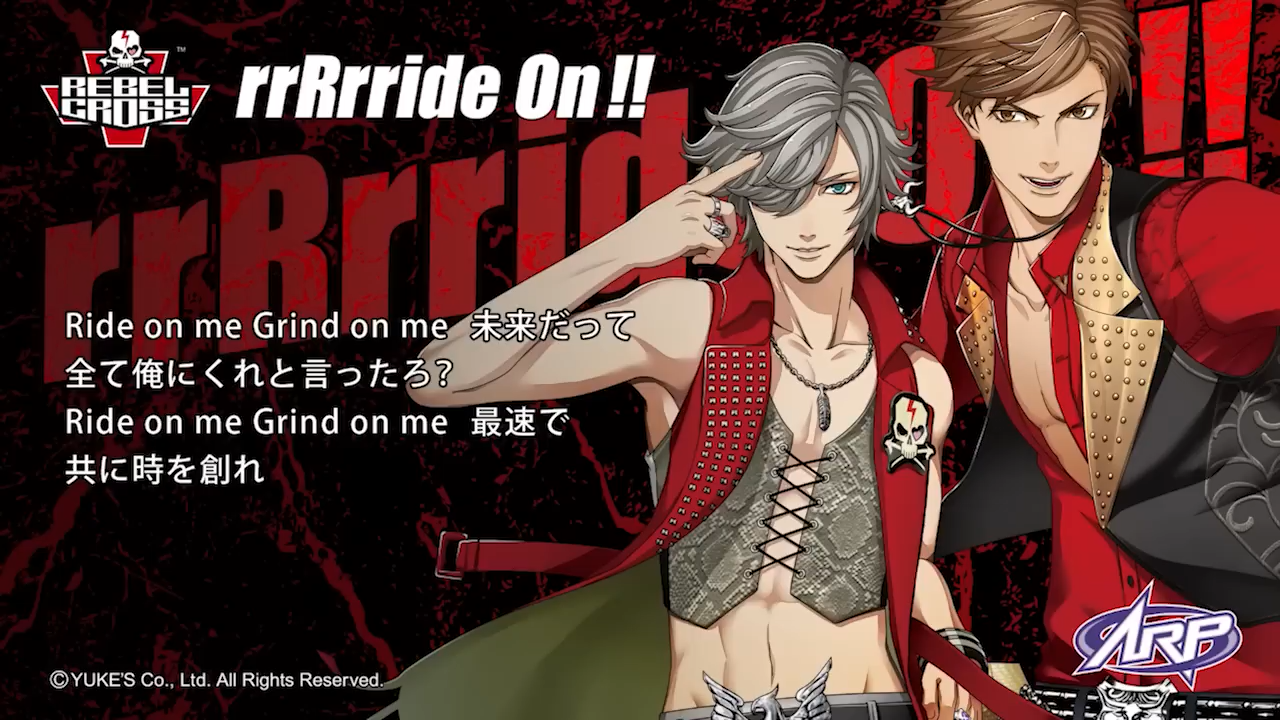 REBEL
CROSS
™
rrRrride On!!
rrRrride On!!
Ride on me Grind on me 未来だって
全て俺にくれと言ったろ?
Ride on me Grind on me 最速で
共に時を創れ
©YUKE'S Co., Ltd. All Rights Reserved.
ARP